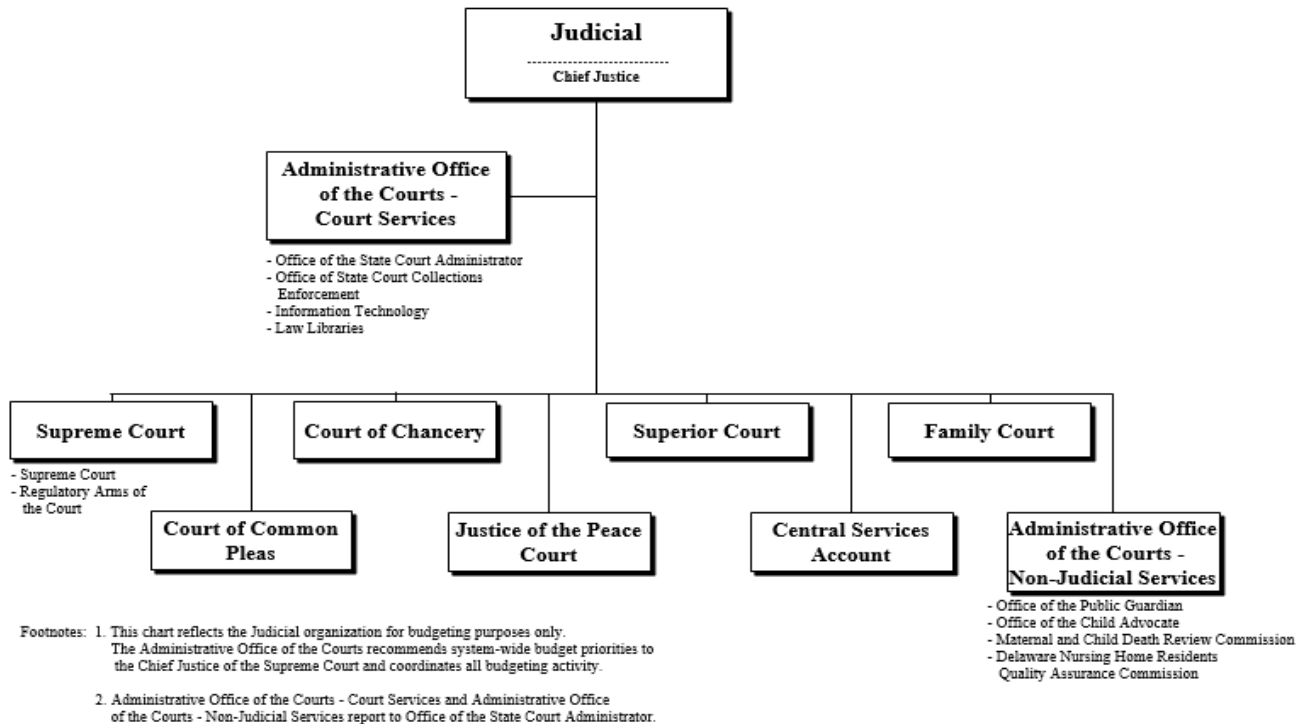 Judicial
----------------------------
Chief Justice
Administrative Office
of the Courts -
Court Services
- Office of the State Court Administrator
- Office of State Court Collections
Enforcement
- Information Technology
- Law Libraries
Supreme Court
- Supreme Court
- Regulatory Arms of
the Court
Court of Chancery
Superior Court
Family Court
Court of Common
Pleas
Justice of the Peace
Court
Central Services
Account
Administrative Office
of the Courts -
Non-Judicial Services
- Office of the Public Guardian
- Office of the Child Advocate
- Maternal and Child Death Review Commission
- Delaware Nursing Home Residents
Quality Assurance Commission
Footnotes: 1. This chart reflects the Judicial organization for budgeting purposes only.
The Administrative Office of the Courts recommends system-wide budget priorities to
the Chief Justice of the Supreme Court and coordinates all budgeting activity.
2. Administrative Office of the Courts - Court Services and Administrative Office
of the Courts - Non-Judicial Services report to Office of the State Court Administrator.